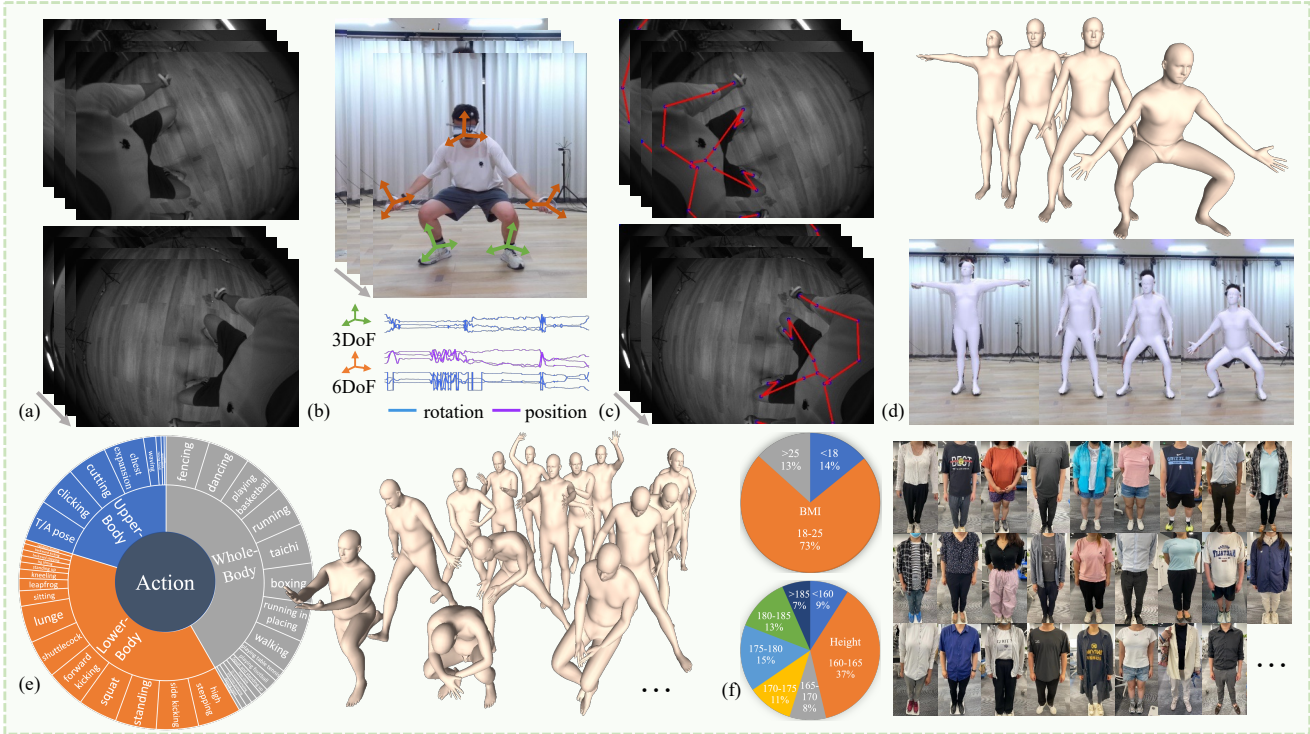 3DoF
6DoF
rotation
position
(a)
(b)
(c)
(d)
Action
Upper-
Body
T/A pose
clicking
cutting
chest
expansion
waving
Whole-
Body
fencing
dancing
playing
basketball
running
taichi
boxing
running in
placing
walking
Lower-
Body
kneeling
leapfrog
sitting
lunge
shuttlecock
forward
kicking
squat
standing
side kicking
high
stepping
(e)
...
>25
13%
<18
14%
BMI
18-25
73%
>185
7%
<160
9%
180-185
13%
Height
160-165
37%
175-180
15%
170-175
11%
165-
170
8%
(f)
...